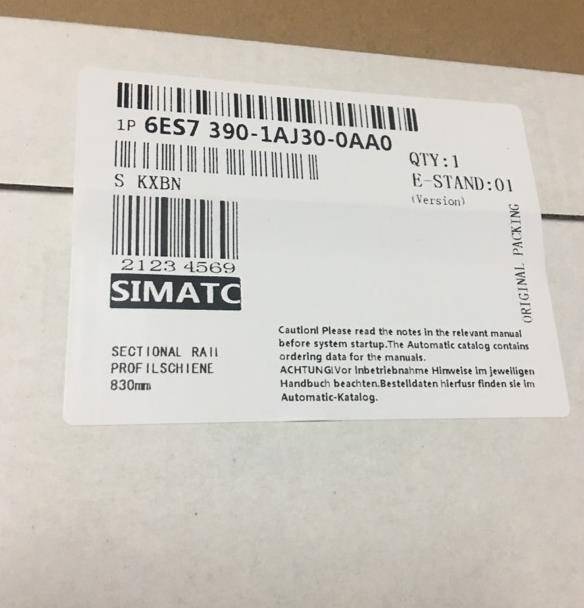 1P 6ES7 390-1AJ30-0AA0
QTY:1
S KXBN
E-STAND:01
(Version)
ORIGINAL PACKING
2123 4569
SIMATC
SECTIONAL RAIL
PROFILSCHIENE
830mm
Caution! Please read the notes in the relevant manual
before system startup.The Automatic catalog contains
ordering data for the manuals.
ACHTUNG!Vor Inbetriebnahme Hinweise im jeweiligen
Handbuch beachten.Bestelldaten hierfusr finden sie im
Automatic-Katalog.